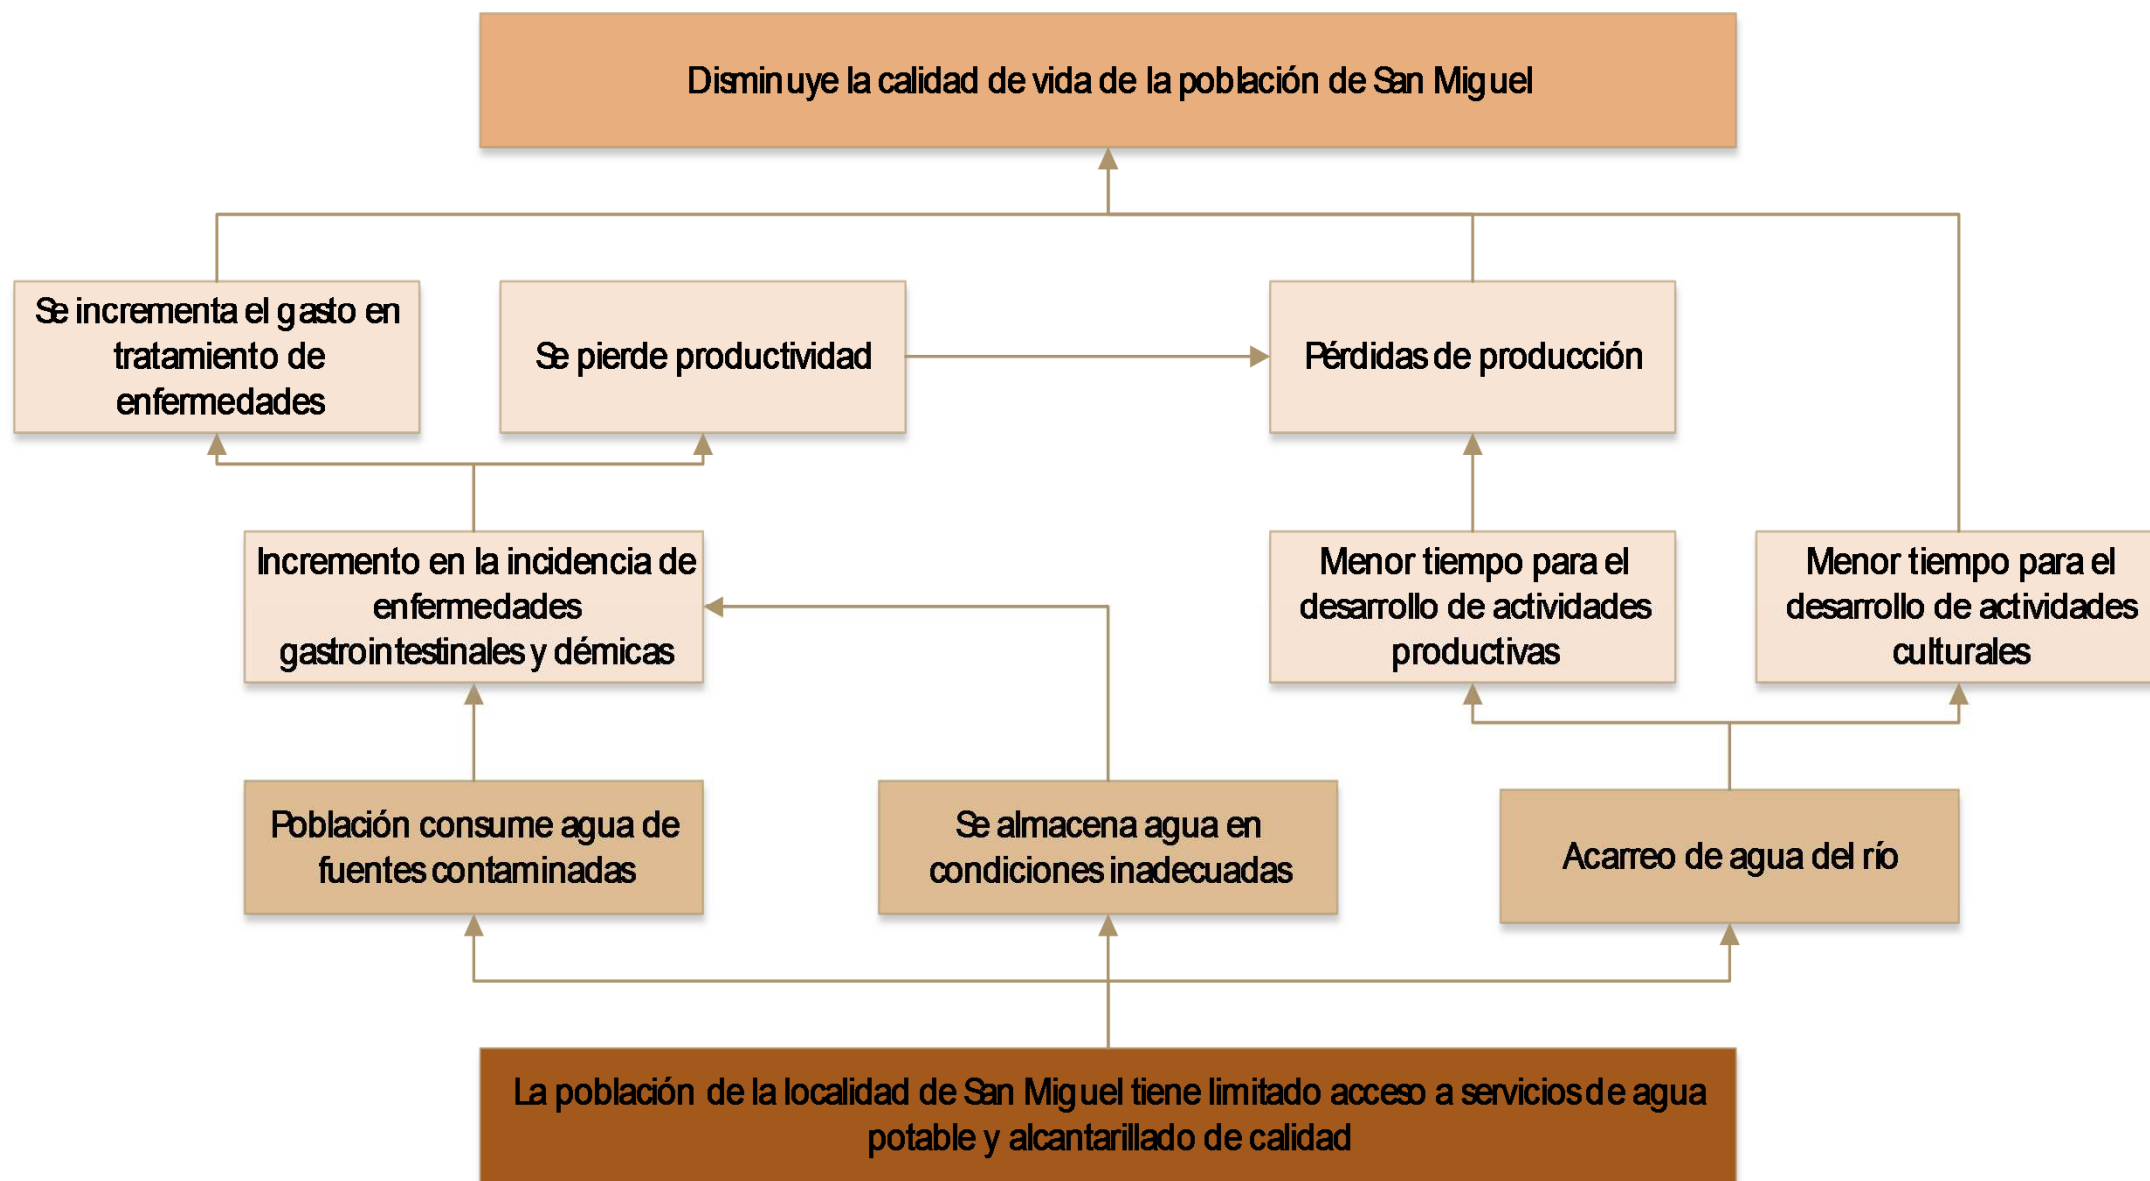 Disminuye la calidad de vida de la población de San Miguel
Se incrementa el gasto en
tratamiento de
enfermedades
Se pierde productividad
Pérdidas de producción
Incremento en la incidencia de
enfermedades
gastrointestinales y démicas
Menor tiempo para el
desarrollo de actividades
productivas
Menor tiempo para el
desarrollo de actividades
culturales
Población consume agua de
fuentes contaminadas
Se almacena agua en
condiciones inadecuadas
Acarreo de agua del río
La población de la localidad de San Miguel tiene limitado acceso a servicios de agua
potable y alcantarillado de calidad